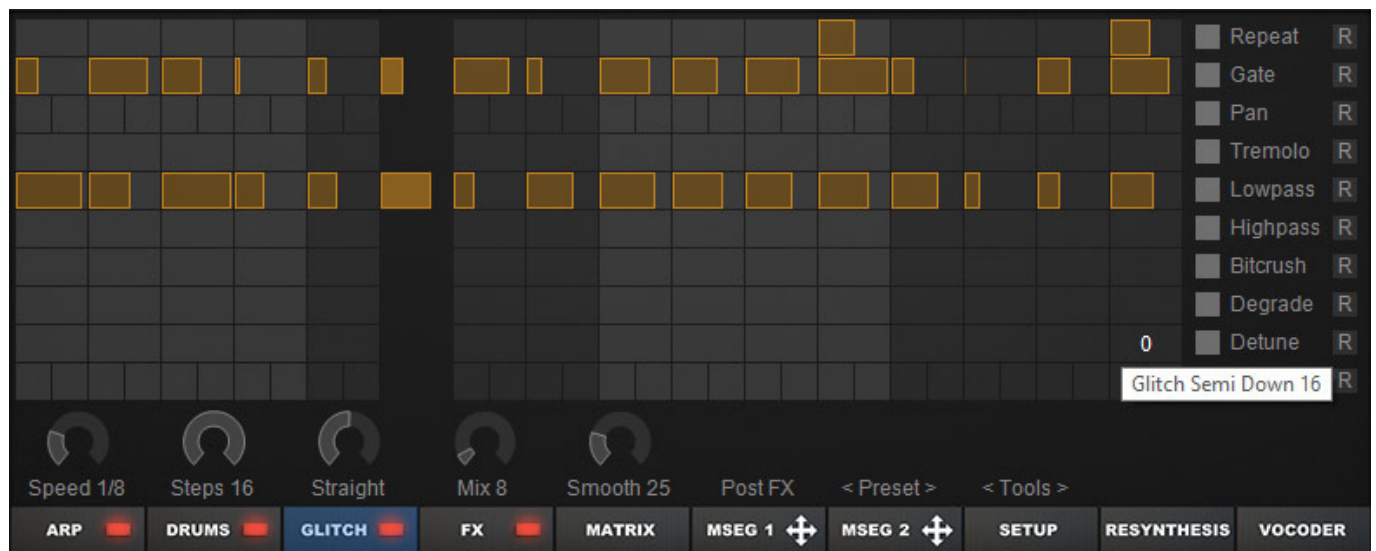 Repeat R
Gate R
Pan R
Tremolo R
Lowpass R
Highpass R
Bitcrush R
Degrade R
0 Detune R
Glitch Semi Down 16 R
Speed 1/8 Steps 16 Straight Mix 8 Smooth 25 Post FX < Preset > < Tools >
ARP DRUMS GLITCH FX MATRIX MSEG 1 MSEG 2 SETUP RESYNTHESIS VOCODER